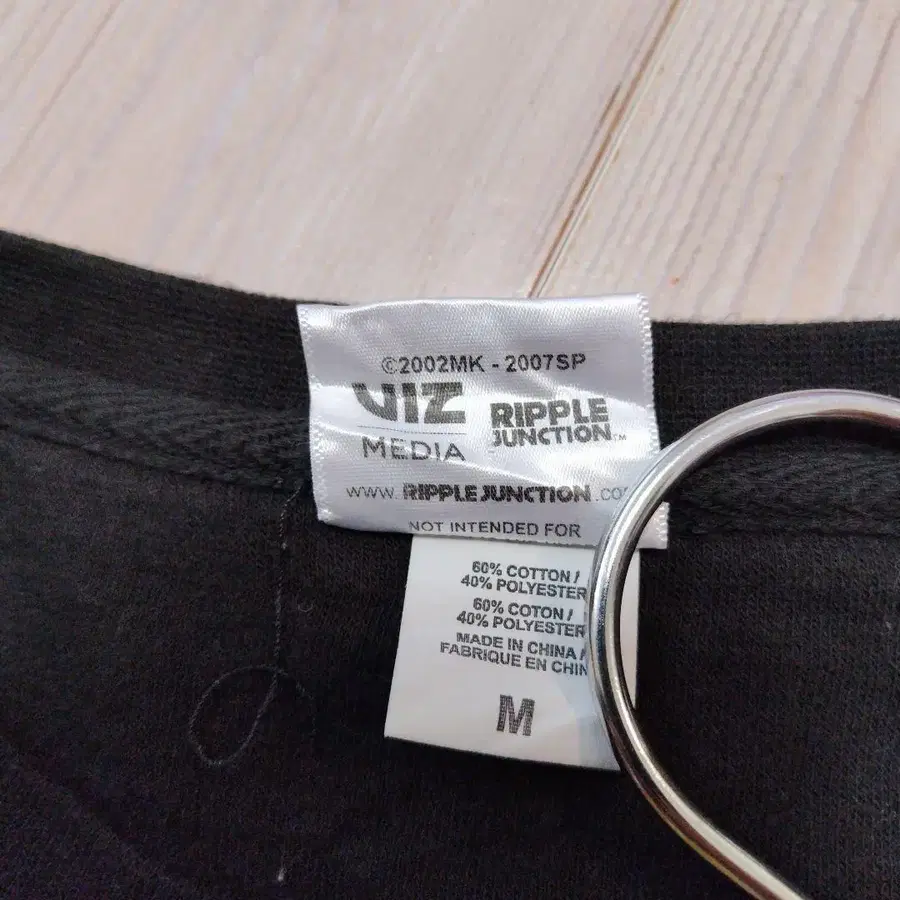 ©2002MK - 2007SP
VIZ MEDIA
RIPPLE JUNCTION™
www.RIPPLEJUNCTION.CO
NOT INTENDED FOR
60% COTTON /
40% POLYESTER
60% COTON /
40% POLYESTER
MADE IN CHINA /
FABRIQUE EN CHIN
M